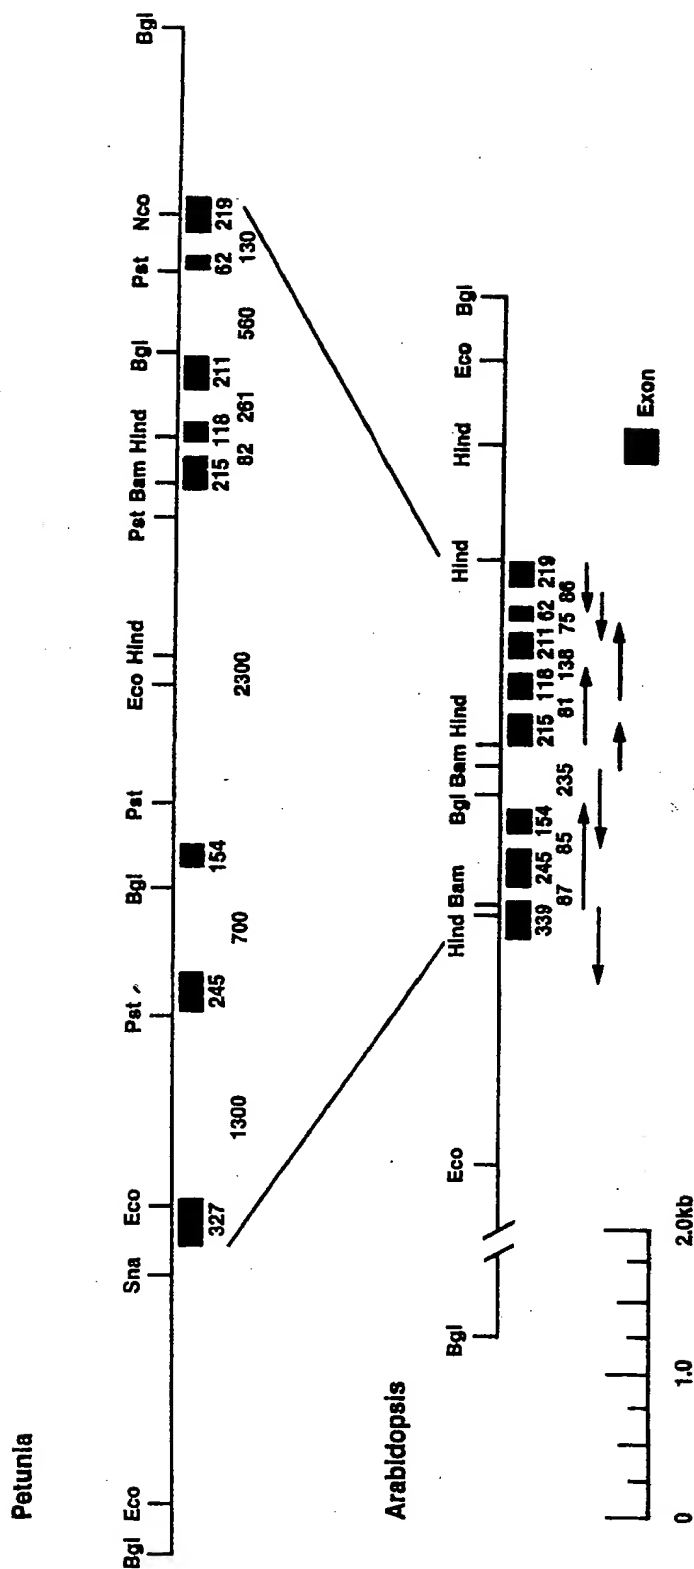 Petunia
Bgl Eco Sna Eco Pst Bgl Pst Eco Hind Pst Bam Hind Bgl Pst Nco Bgl
327 245 154 215 118 211 62 219
1300 700 2300 82 261 560 130
Arabidopsis
Bgl Eco Hind Bam Bgl Bam Hind Hind Hind Eco Bgl
339 245 154 215 118 211 62 219
87 85 235 81 138 75 86
Exon
0 1.0 2.0kb